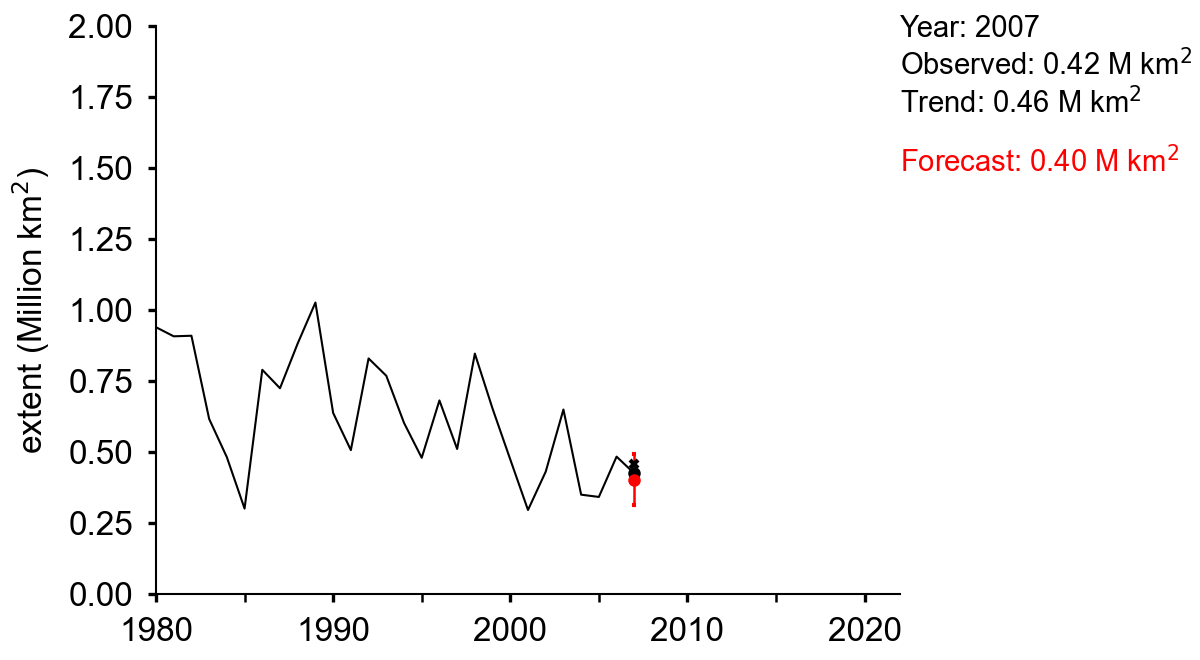 2.00
1.75
1.50
1.25
1.00
0.75
0.50
0.25
0.00
extent (Million km²)
1980 1990 2000 2010 2020
Year: 2007
Observed: 0.42 M km²
Trend: 0.46 M km²
Forecast: 0.40 M km²